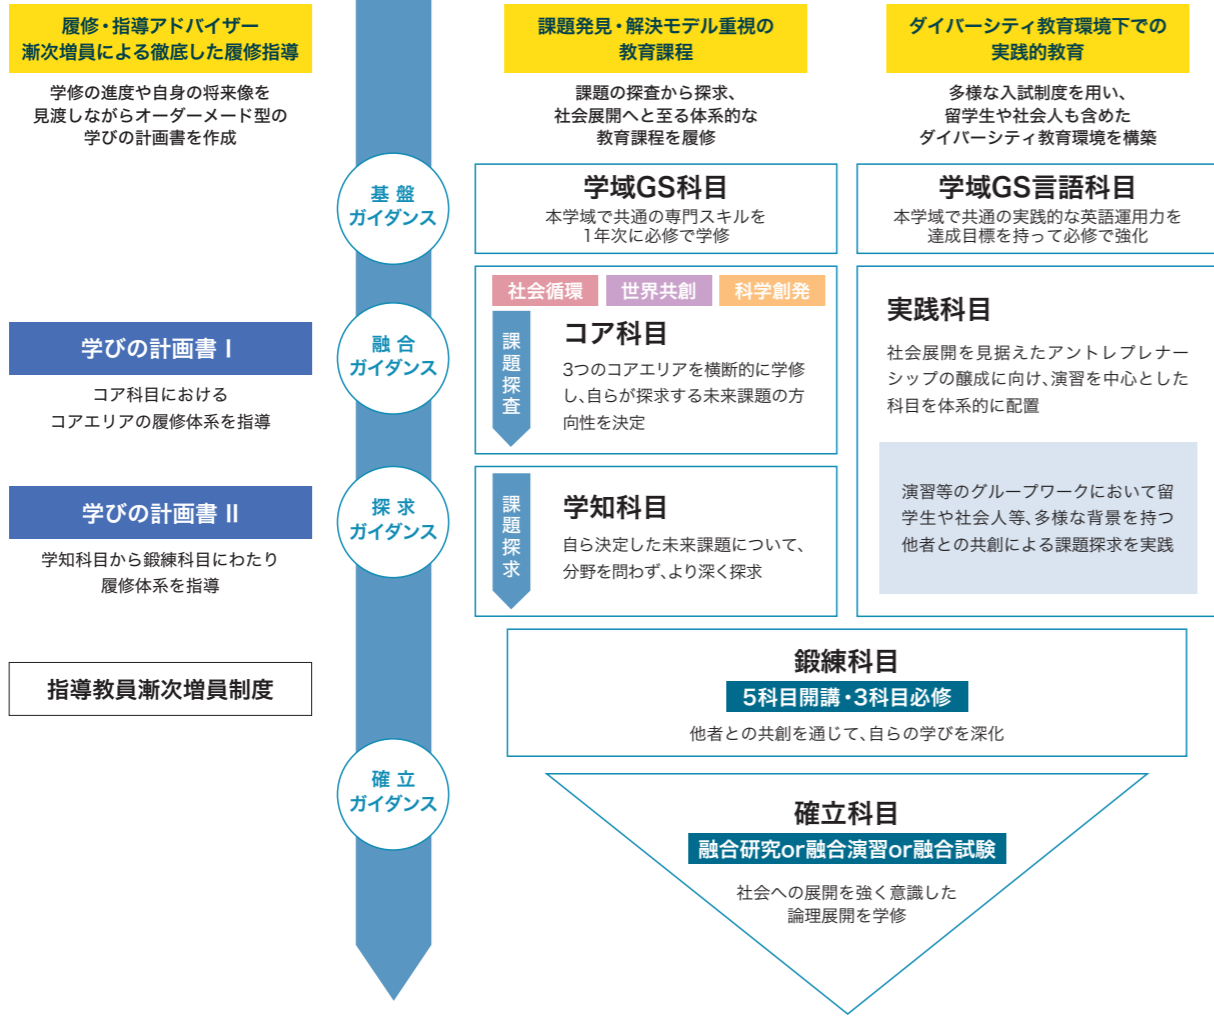 履修・指導アドバイザー
漸次増員による徹底した履修指導
学修の進度や自身の将来像を
見渡しながらオーダーメード型の
学びの計画書を作成
課題発見・解決モデル重視の
教育課程
課題の探査から探求、
社会展開へと至る体系的な
教育課程を履修
ダイバーシティ教育環境下での
実践的教育
多様な入試制度を用い、
留学生や社会人も含めた
ダイバーシティ教育環境を構築
基盤
ガイダンス
学域GS科目
本学域で共通の専門スキルを
1年次に必修で学修
学域GS言語科目
本学域で共通の実践的な英語運用力を
達成目標を持って必修で強化
学びの計画書 I
コア科目における
コアエリアの履修体系を指導
融合
ガイダンス
社会循環
世界共創
科学創発
課題探査
コア科目
3つのコアエリアを横断的に学修
し、自らが探求する未来課題の方
向性を決定
実践科目
社会展開を見据えたアントレプレナー
シップの醸成に向け、演習を中心とした
科目を体系的に配置
演習等のグループワークにおいて留
学生や社会人等、多様な背景を持つ
他者との共創による課題探求を実践
学びの計画書 II
学知科目から鍛練科目にわたり
履修体系を指導
探求
ガイダンス
課題探求
学知科目
自ら決定した未来課題について、
分野を問わず、より深く探求
指導教員漸次増員制度
鍛練科目
5科目開講・3科目必修
他者との共創を通じて、自らの学びを深化
確立
ガイダンス
確立科目
融合研究or融合演習or融合試験
社会への展開を強く意識した
論理展開を学修